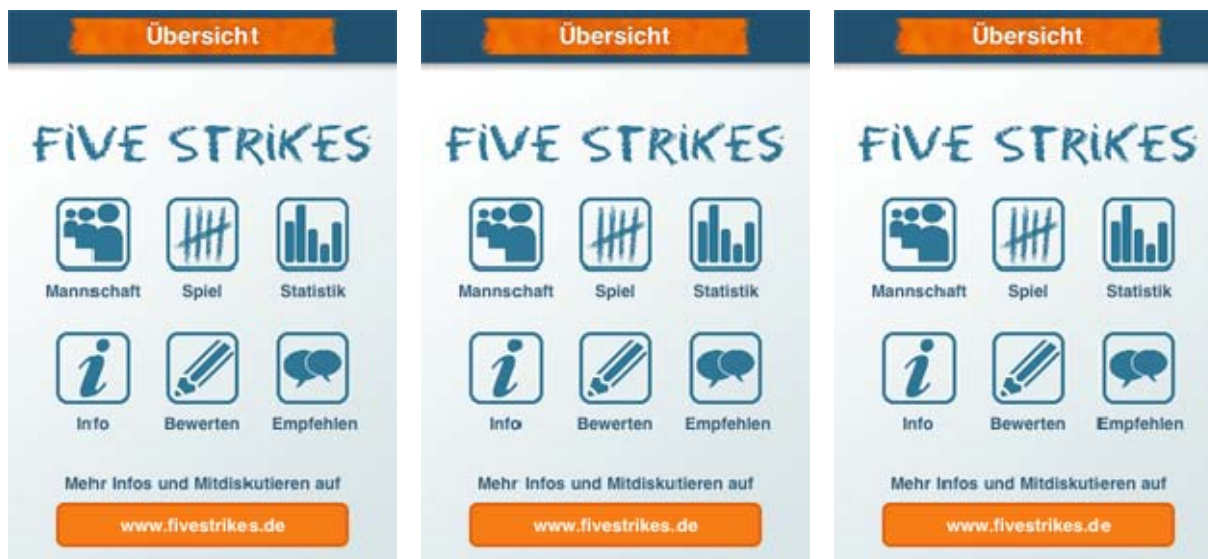 Übersicht
FiVE STRiKES
Mannschaft Spiel Statistik
Info Bewerten Empfehlen
Mehr Infos und Mitdiskutieren auf
www.fivestrikes.de
Übersicht
FiVE STRiKES
Mannschaft Spiel Statistik
Info Bewerten Empfehlen
Mehr Infos und Mitdiskutieren auf
www.fivestrikes.de
Übersicht
FiVE STRiKES
Mannschaft Spiel Statistik
Info Bewerten Empfehlen
Mehr Infos und Mitdiskutieren auf
www.fivestrikes.de